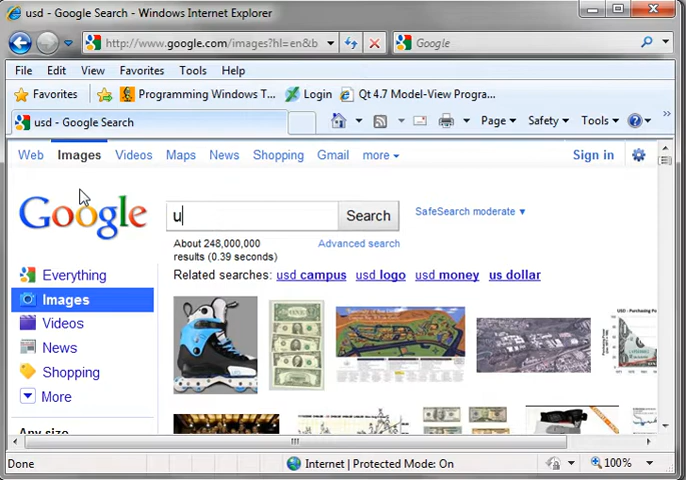 usd - Google Search - Windows Internet Explorer
http://www.google.com/images?hl=en&b
Google
File Edit View Favorites Tools Help
Favorites Programming Windows T... Login Qt 4.7 Model-View Progra...
usd - Google Search Page Safety Tools »
Web Images Videos Maps News Shopping Gmail more Sign in
Google
u
Search
SafeSearch moderate
About 248,000,000
results (0.39 seconds)
Advanced search
Related searches: usd campus usd logo usd money us dollar
Everything
Images
Videos
News
Shopping
More
Any size
Done Internet | Protected Mode: On 100%